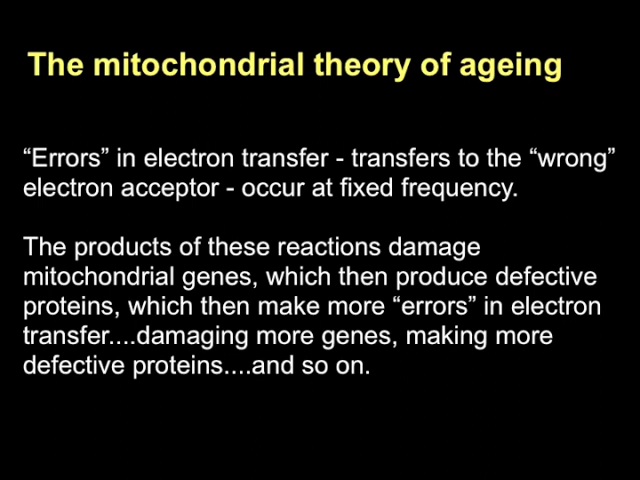 The mitochondrial theory of ageing
“Errors” in electron transfer - transfers to the “wrong”
electron acceptor - occur at fixed frequency.
The products of these reactions damage
mitochondrial genes, which then produce defective
proteins, which then make more “errors” in electron
transfer....damaging more genes, making more
defective proteins....and so on.